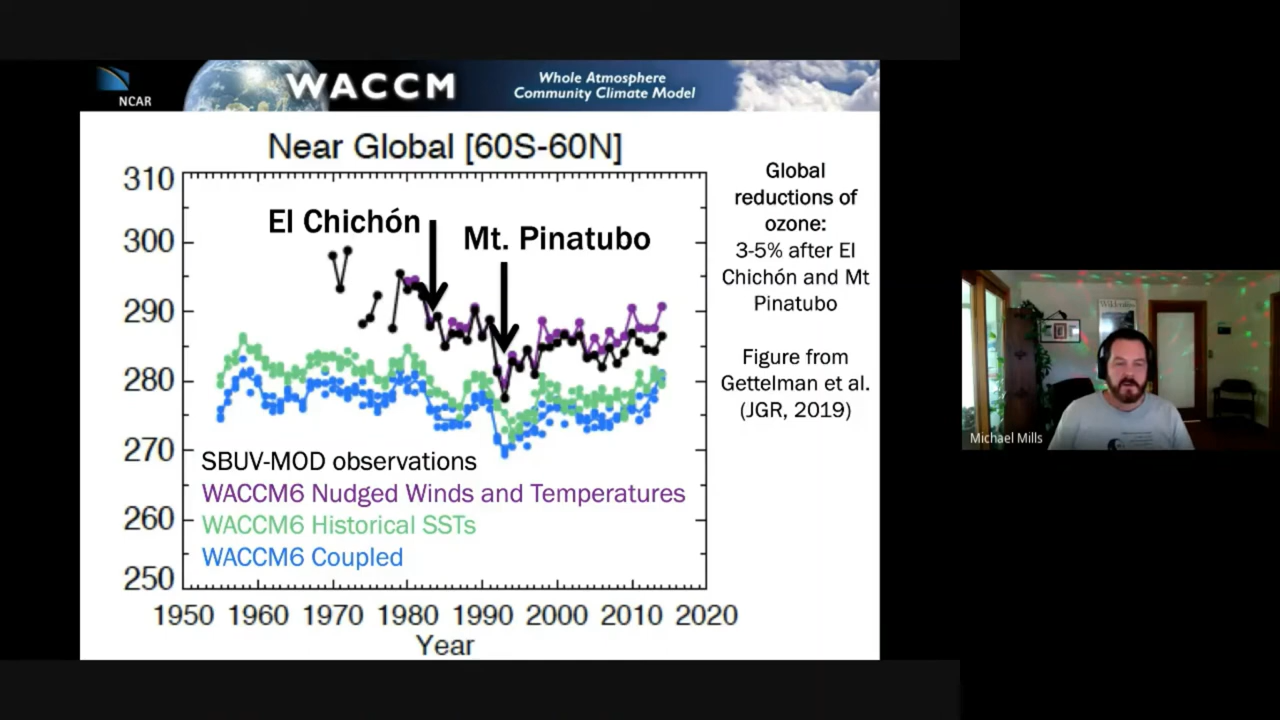 NCAR
WACCM
Whole Atmosphere
Community Climate Model
Near Global [60S-60N]
310
300
290
280
270
260
250
El Chichón
Mt. Pinatubo
SBUV-MOD observations
WACCM6 Nudged Winds and Temperatures
WACCM6 Historical SSTs
WACCM6 Coupled
1950 1960 1970 1980 1990 2000 2010 2020
Year
Global
reductions of
ozone:
3-5% after El
Chichón and Mt
Pinatubo
Figure from
Gettelman et al.
(JGR, 2019)
Michael Mills